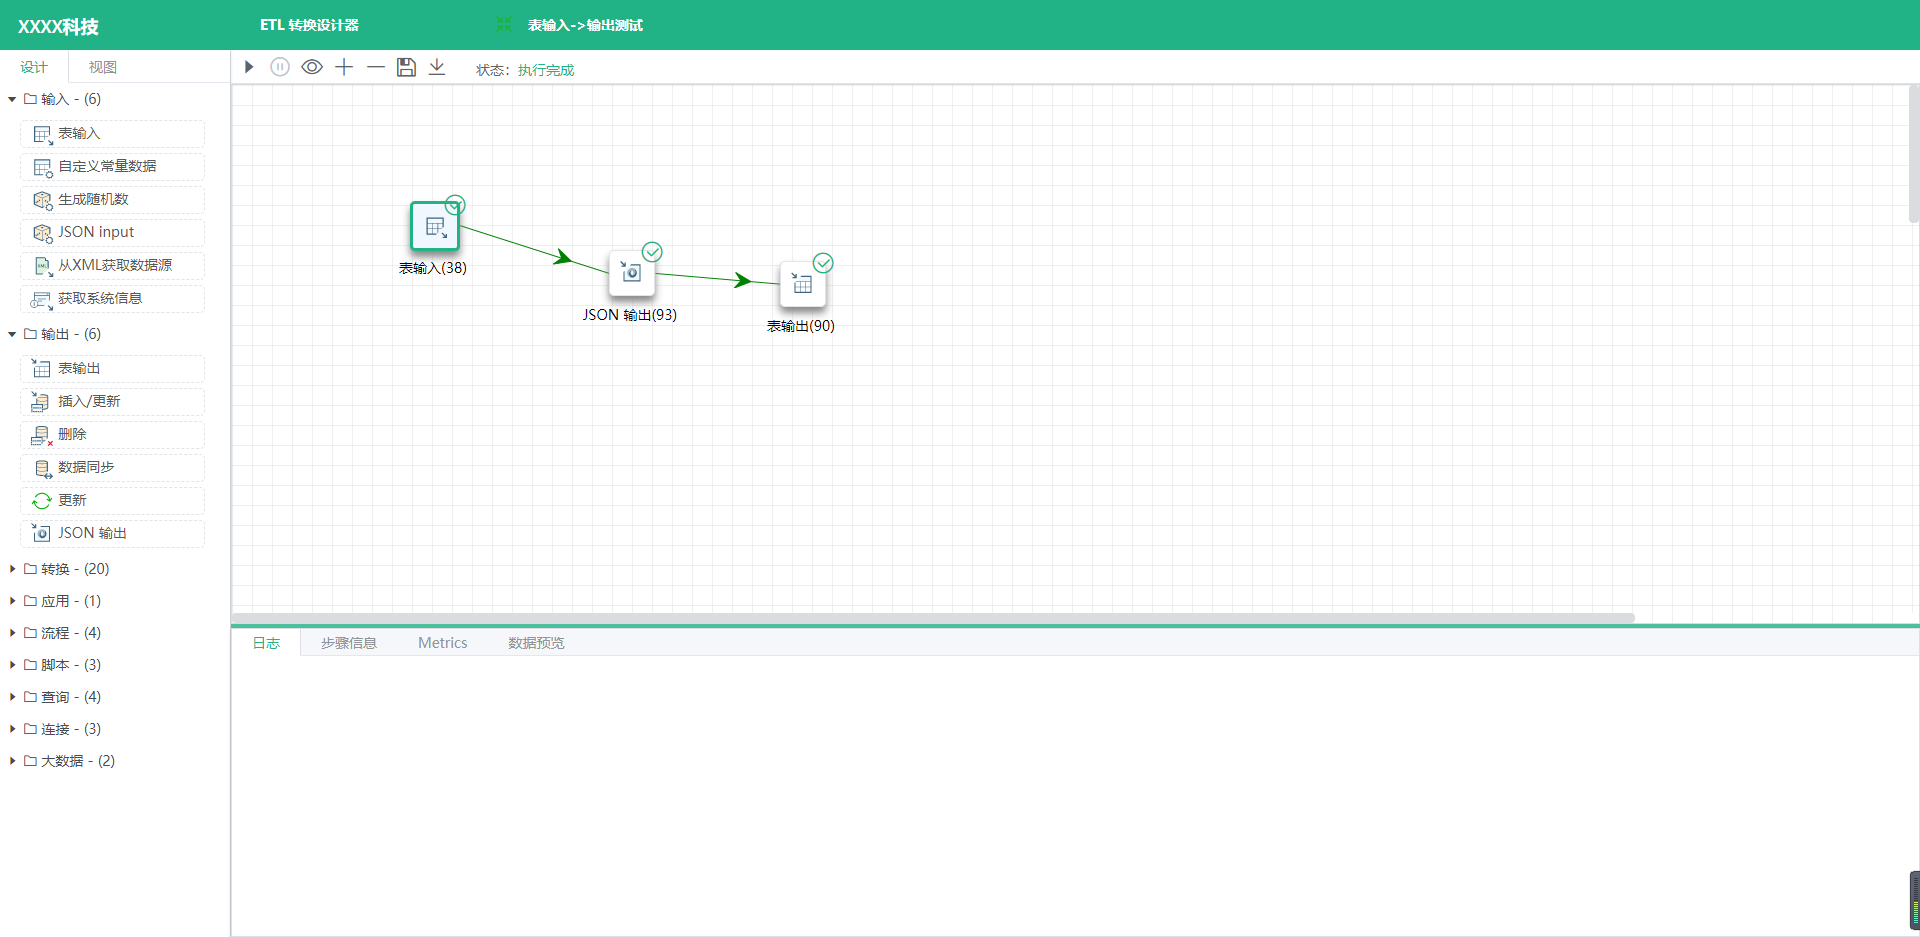 XXXX科技
ETL 转换设计器
表输入->输出测试
设计
视图
状态：执行完成
输入 - (6)
表输入
自定义常量数据
生成随机数
JSON input
从XML获取数据源
获取系统信息
输出 - (6)
表输出
插入/更新
删除
数据同步
更新
JSON 输出
转换 - (20)
应用 - (1)
流程 - (4)
脚本 - (3)
查询 - (4)
连接 - (3)
大数据 - (2)
表输入(38)
JSON 输出(93)
表输出(90)
日志
步骤信息
Metrics
数据预览